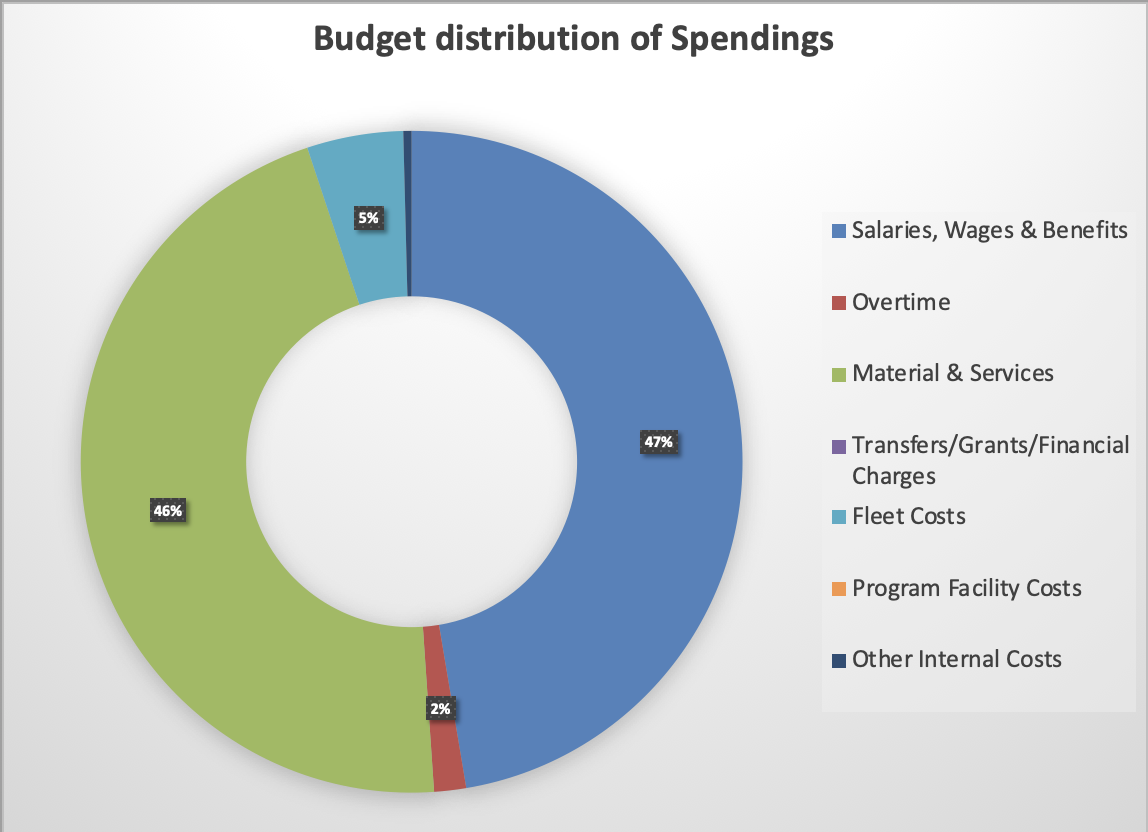 Budget distribution of Spendings
5%
47%
46%
2%
Salaries, Wages & Benefits
Overtime
Material & Services
Transfers/Grants/Financial
Charges
Fleet Costs
Program Facility Costs
Other Internal Costs